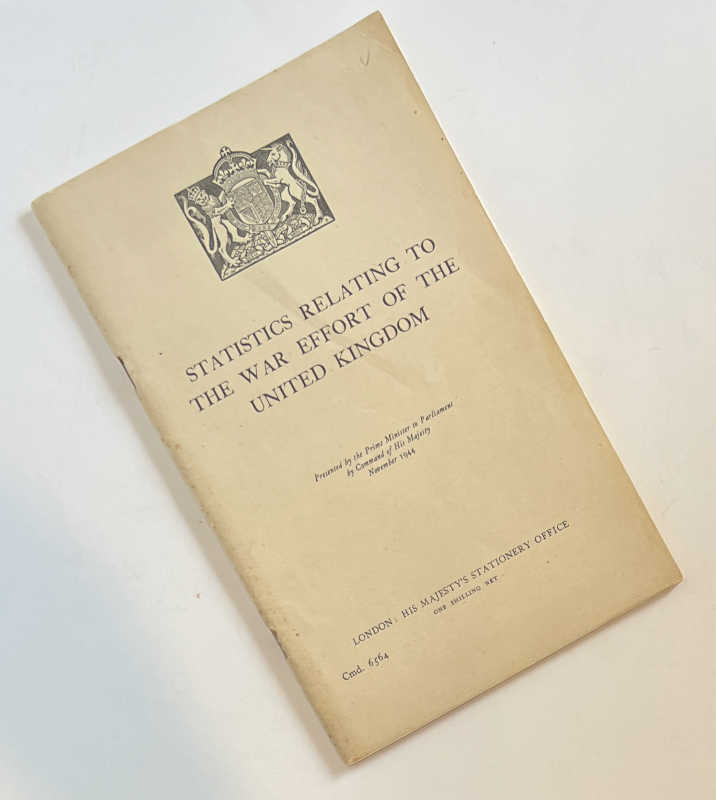 STATISTICS RELATING TO
THE WAR EFFORT OF THE
UNITED KINGDOM
Presented by the Prime Minister to Parliament
by Command of His Majesty
November 1944
LONDON: HIS MAJESTY'S STATIONERY OFFICE
ONE SHILLING NET
Cmd. 6564